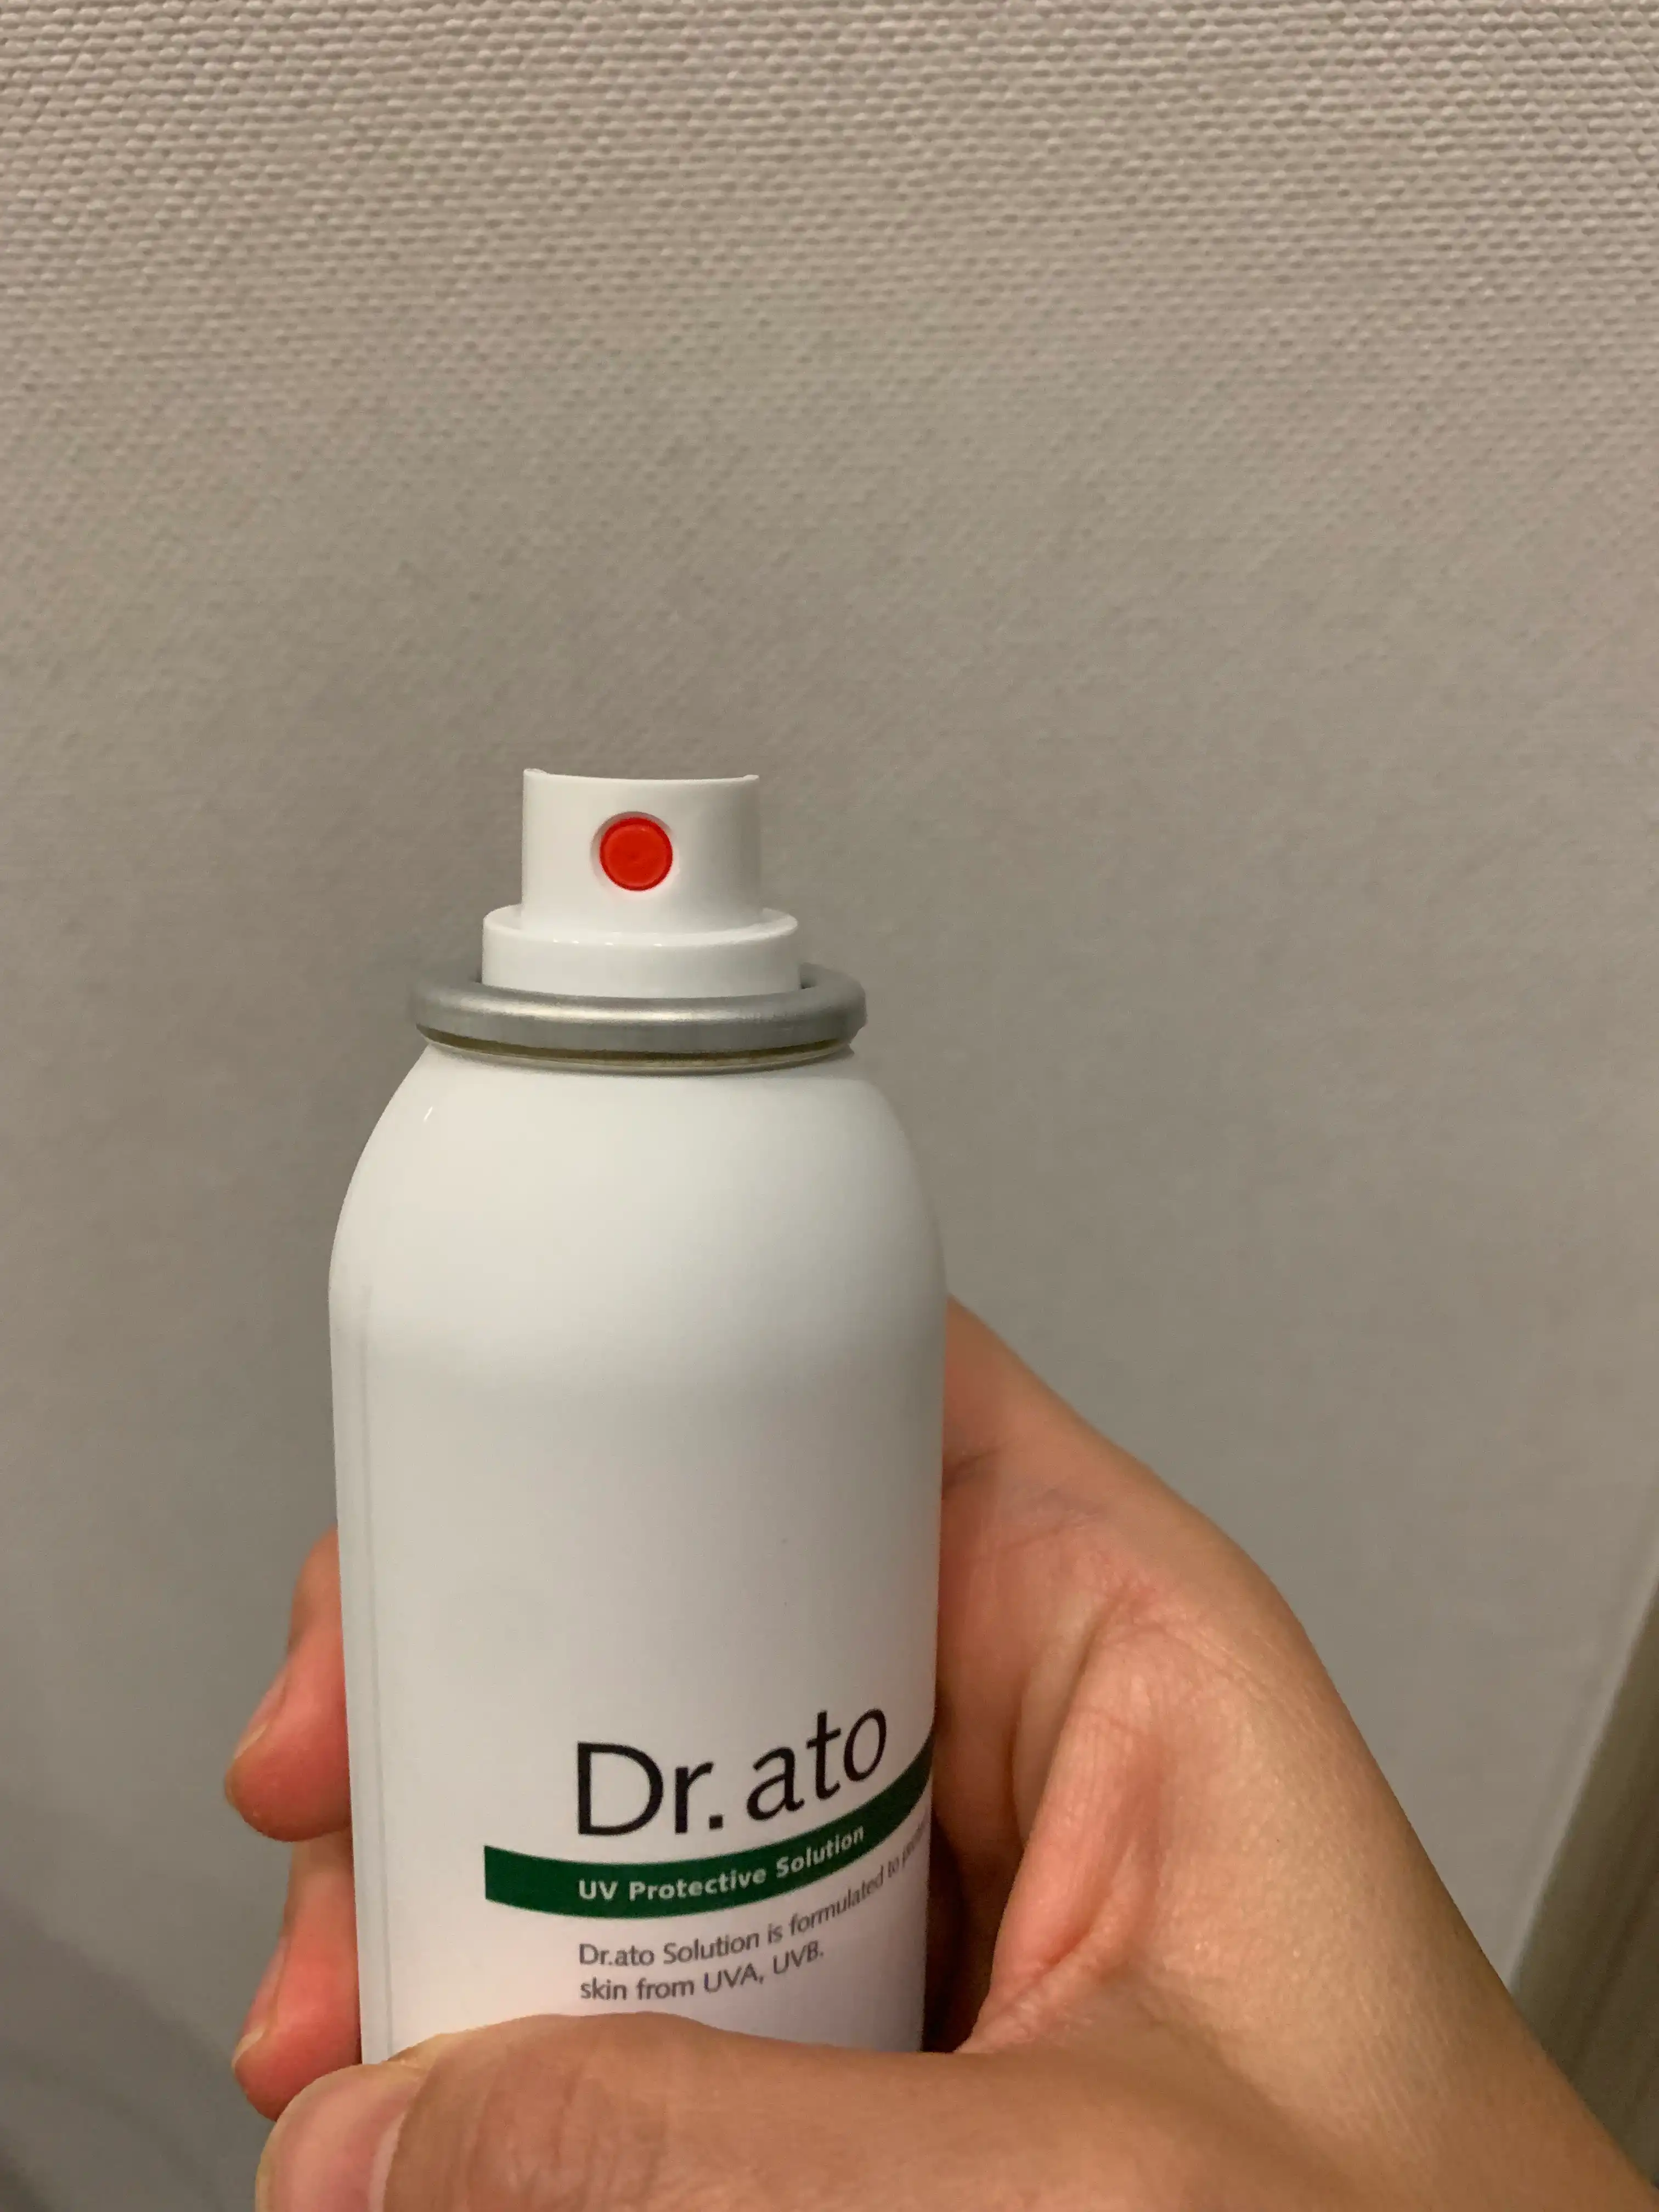 Dr.ato
UV Protective Solution
Dr.ato Solution is formulated to
skin from UVA, UVB.